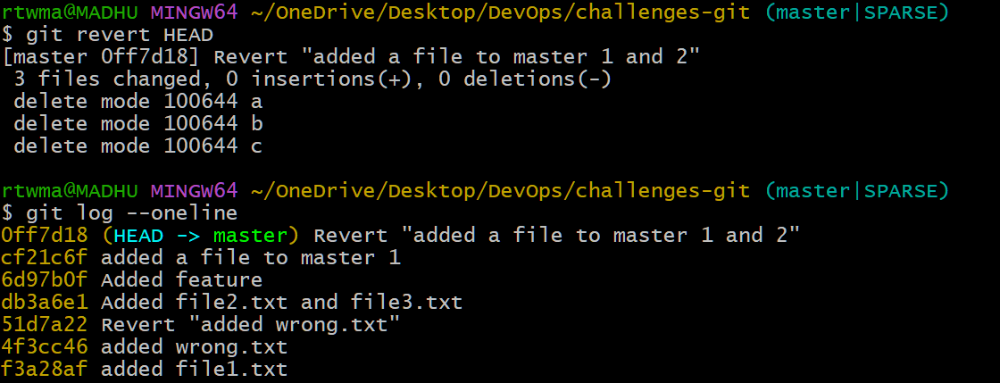 rtwma@MADHU MINGW64 ~/OneDrive/Desktop/DevOps/challenges-git (master|SPARSE)
$ git revert HEAD
[master 0ff7d18] Revert "added a file to master 1 and 2"
 3 files changed, 0 insertions(+), 0 deletions(-)
 delete mode 100644 a
 delete mode 100644 b
 delete mode 100644 c

rtwma@MADHU MINGW64 ~/OneDrive/Desktop/DevOps/challenges-git (master|SPARSE)
$ git log --oneline
0ff7d18 (HEAD -> master) Revert "added a file to master 1 and 2"
cf21c6f added a file to master 1
6d97b0f Added feature
db3a6e1 Added file2.txt and file3.txt
51d7a22 Revert "added wrong.txt"
4f3cc46 added wrong.txt
f3a28af added file1.txt